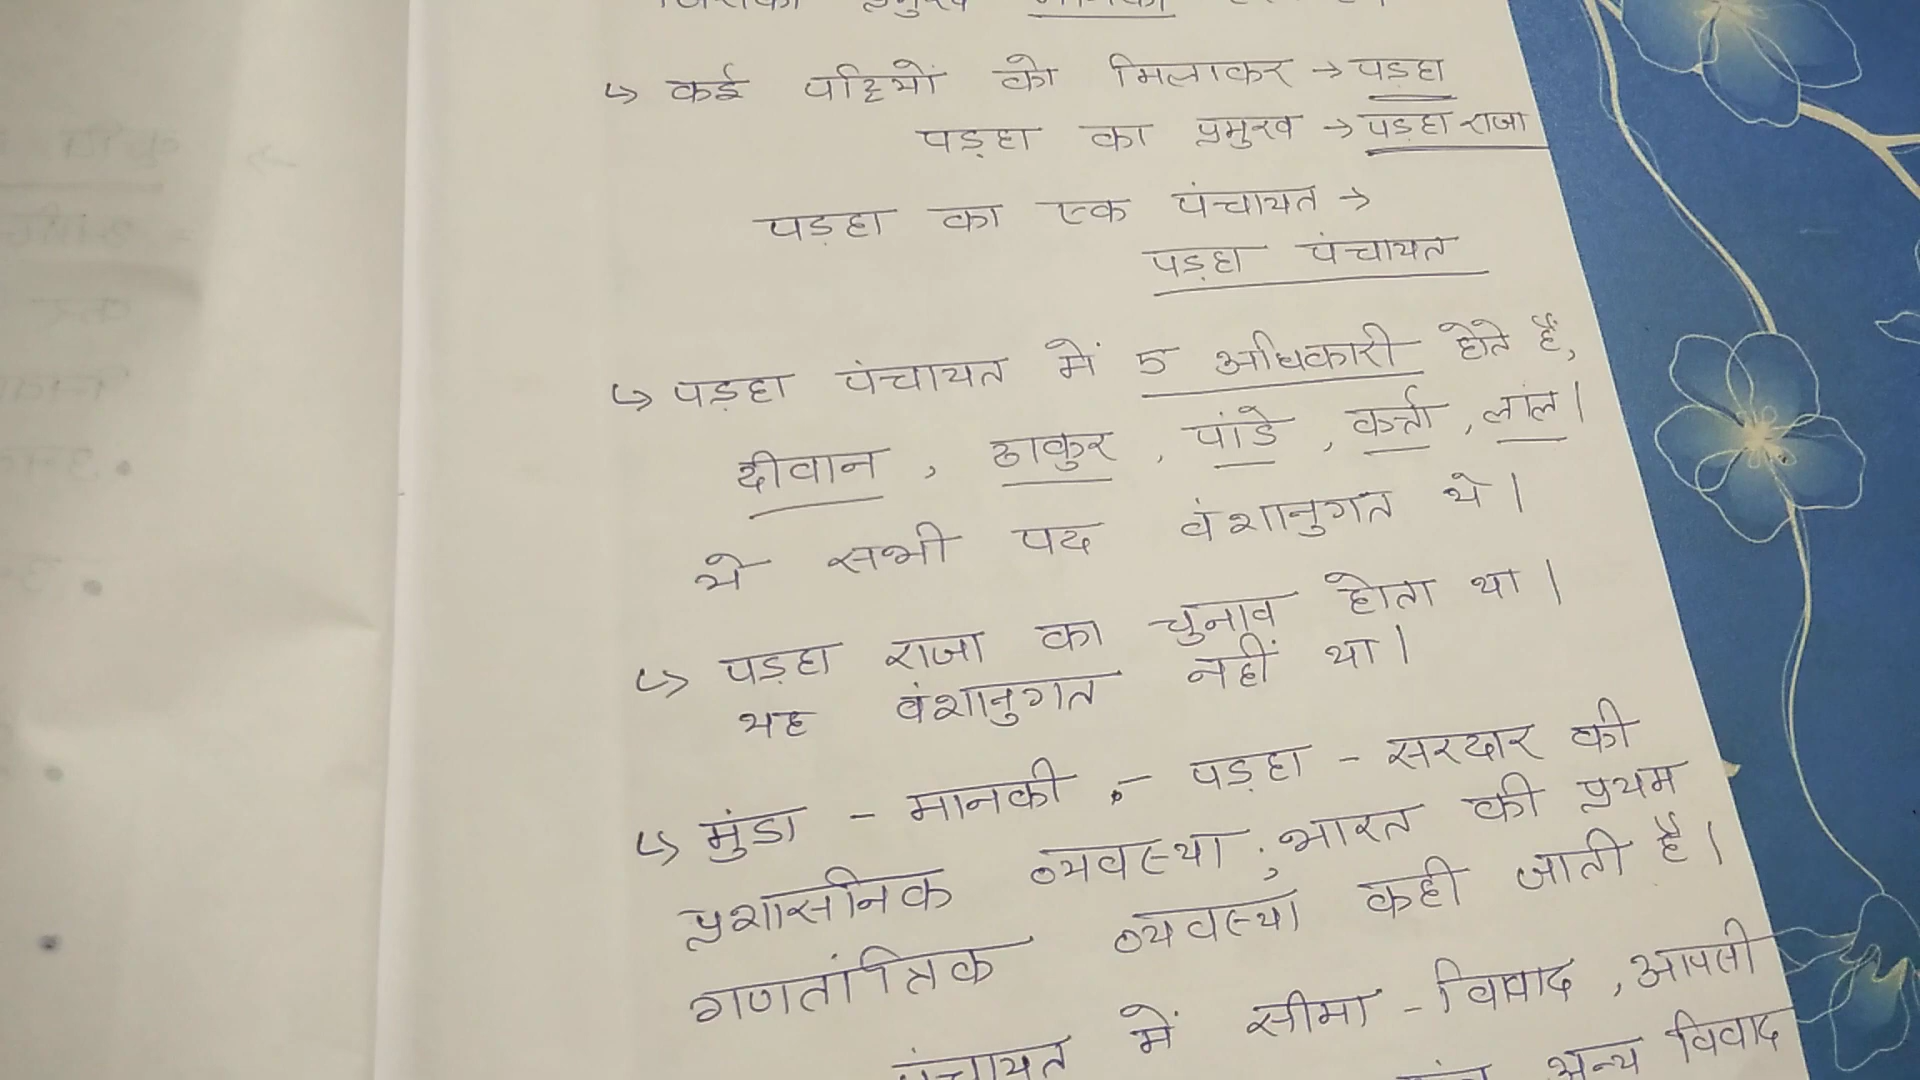 ↳ कई पट्टियों को मिलाकर → पड़हा
पड़हा का प्रमुख → पड़हा राजा
पड़हा का एक पंचायत →
पड़हा पंचायत
↳ पड़हा पंचायत में 5 अधिकारी होते हैं,
दीवान, ठाकुर, पांडे, कर्त्ता, लाल।
ये सभी पद वंशानुगत थे।
↳ पड़हा राजा का चुनाव होता था।
यह वंशानुगत नहीं था।
↳ मुंडा - मानकी - पड़हा - सरदार की
प्रशासनिक व्यवस्था, भारत की प्रथम
गणतांत्रिक व्यवस्था कही जाती है।
पंचायत में सीमा - विवाद, आपसी
अन्य विवाद